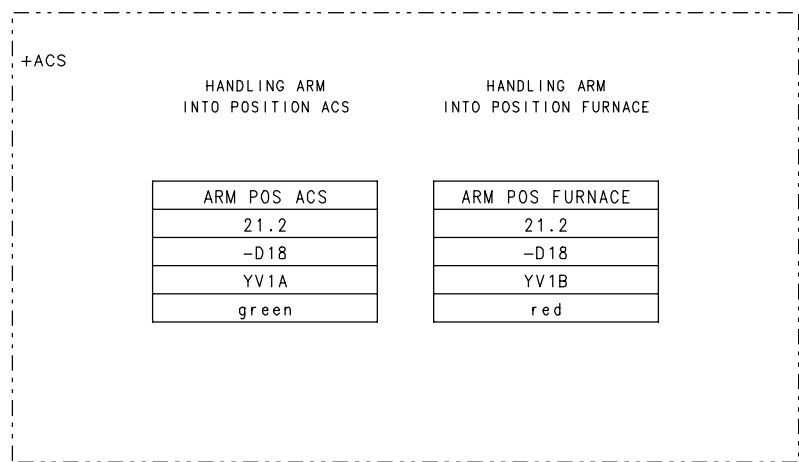 +ACS
HANDLING ARM
INTO POSITION ACS
HANDLING ARM
INTO POSITION FURNACE
ARM POS ACS
21.2
-D18
YV1A
green
ARM POS FURNACE
21.2
-D18
YV1B
red